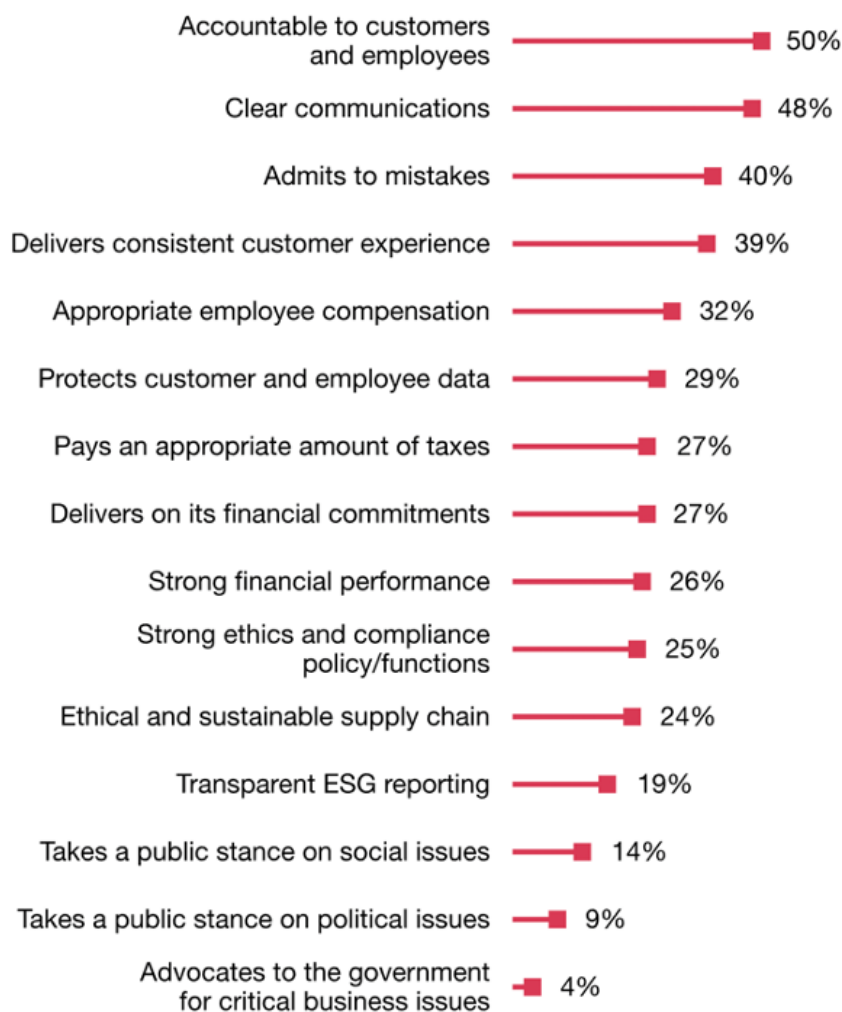 Accountable to customers
and employees
50%
Clear communications
48%
Admits to mistakes
40%
Delivers consistent customer experience
39%
Appropriate employee compensation
32%
Protects customer and employee data
29%
Pays an appropriate amount of taxes
27%
Delivers on its financial commitments
27%
Strong financial performance
26%
Strong ethics and compliance
policy/functions
25%
Ethical and sustainable supply chain
24%
Transparent ESG reporting
19%
Takes a public stance on social issues
14%
Takes a public stance on political issues
9%
Advocates to the government
for critical business issues
4%